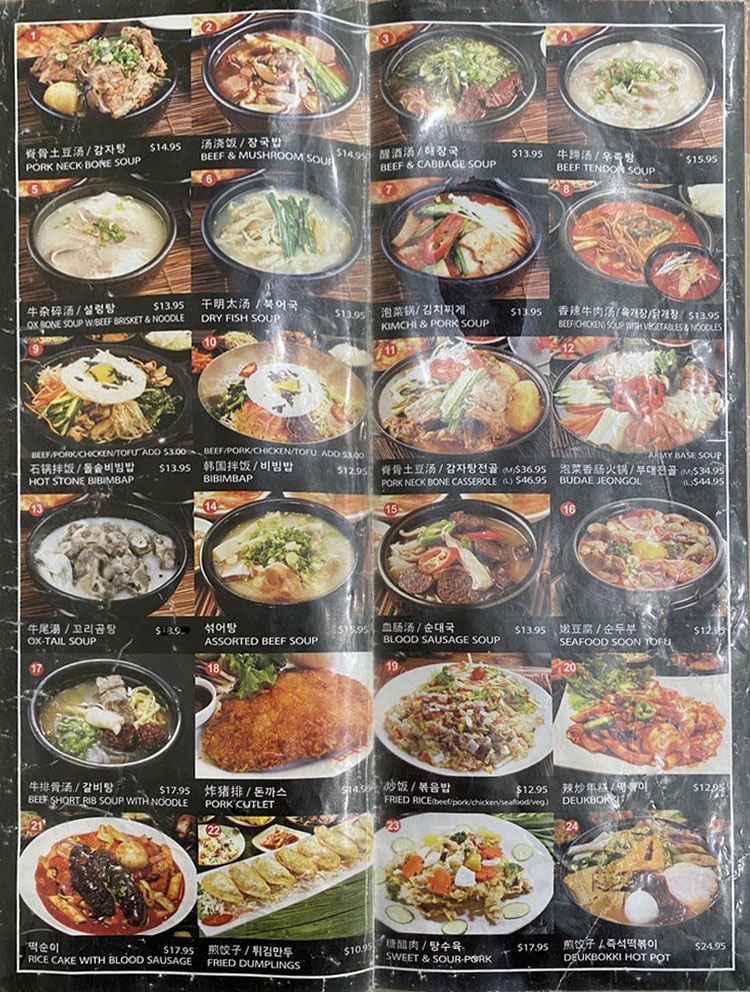 1
脊骨土豆汤 / 감자탕
PORK NECK BONE SOUP
$14.95
2
汤浇饭 / 장국밥
BEEF & MUSHROOM SOUP
$14.95
3
醒酒汤 / 해장국
BEEF & CABBAGE SOUP
$13.95
4
牛蹄汤 / 우족탕
BEEF TENDON SOUP
$15.95
5
牛杂碎汤 / 설렁탕
$13.95
OX BONE SOUP W/BEEF BRISKET & NOODLE
6
干明太汤 / 북어국
DRY FISH SOUP
$13.95
7
泡菜锅 / 김치찌게
KIMCHI & PORK SOUP
$13.95
8
香辣牛肉汤 / 육개장/닭개장
$13.95
BEEF/CHICKEN SOUP WITH VEGETABLES & NOODLES
9
BEEF/PORK/CHICKEN/TOFU ADD $3.00
石锅拌饭 / 돌솥비빔밥
HOT STONE BIBIMBAP
$13.95
10
BEEF/PORK/CHICKEN/TOFU ADD $3.00
韩国拌饭 / 비빔밥
BIBIMBAP
11
脊骨土豆汤 / 감자탕전골
PORK NECK BONE CASSEROLE
(M) $36.95
(L) $46.95
12
ARMY BASE SOUP
泡菜香肠火锅 / 부대전골
BUDAE JEONGOL
(M) $34.95
(L) $44.95
13
牛尾湯 / 꼬리곰탕
OX-TAIL SOUP
14
섞어탕
ASSORTED BEEF SOUP
$15.95
15
血肠汤 / 순대국
BLOOD SAUSAGE SOUP
$13.95
16
嫩豆腐 / 순두부
SEAFOOD SOON TOFU
17
牛排骨汤 / 갈비탕
$17.95
BEEF SHORT RIB SOUP WITH NOODLE
18
炸猪排 / 돈까스
PORK CUTLET
$14.95
19
炒饭 / 볶음밥
$12.95
FRIED RICE(beef/pork/chicken/seafood/veg.)
20
辣炒年糕 / 떡볶이
DEUKBOKKI
$12.95
21
떡순이
$17.95
RICE CAKE WITH BLOOD SAUSAGE
22
煎饺子 / 튀김만두
FRIED DUMPLINGS
$10.95
23
糖醋肉 / 탕수육
SWEET & SOUR PORK
$17.95
24
煎饺子 / 즉석떡볶이
DEUKBOKKI HOT POT
$24.95